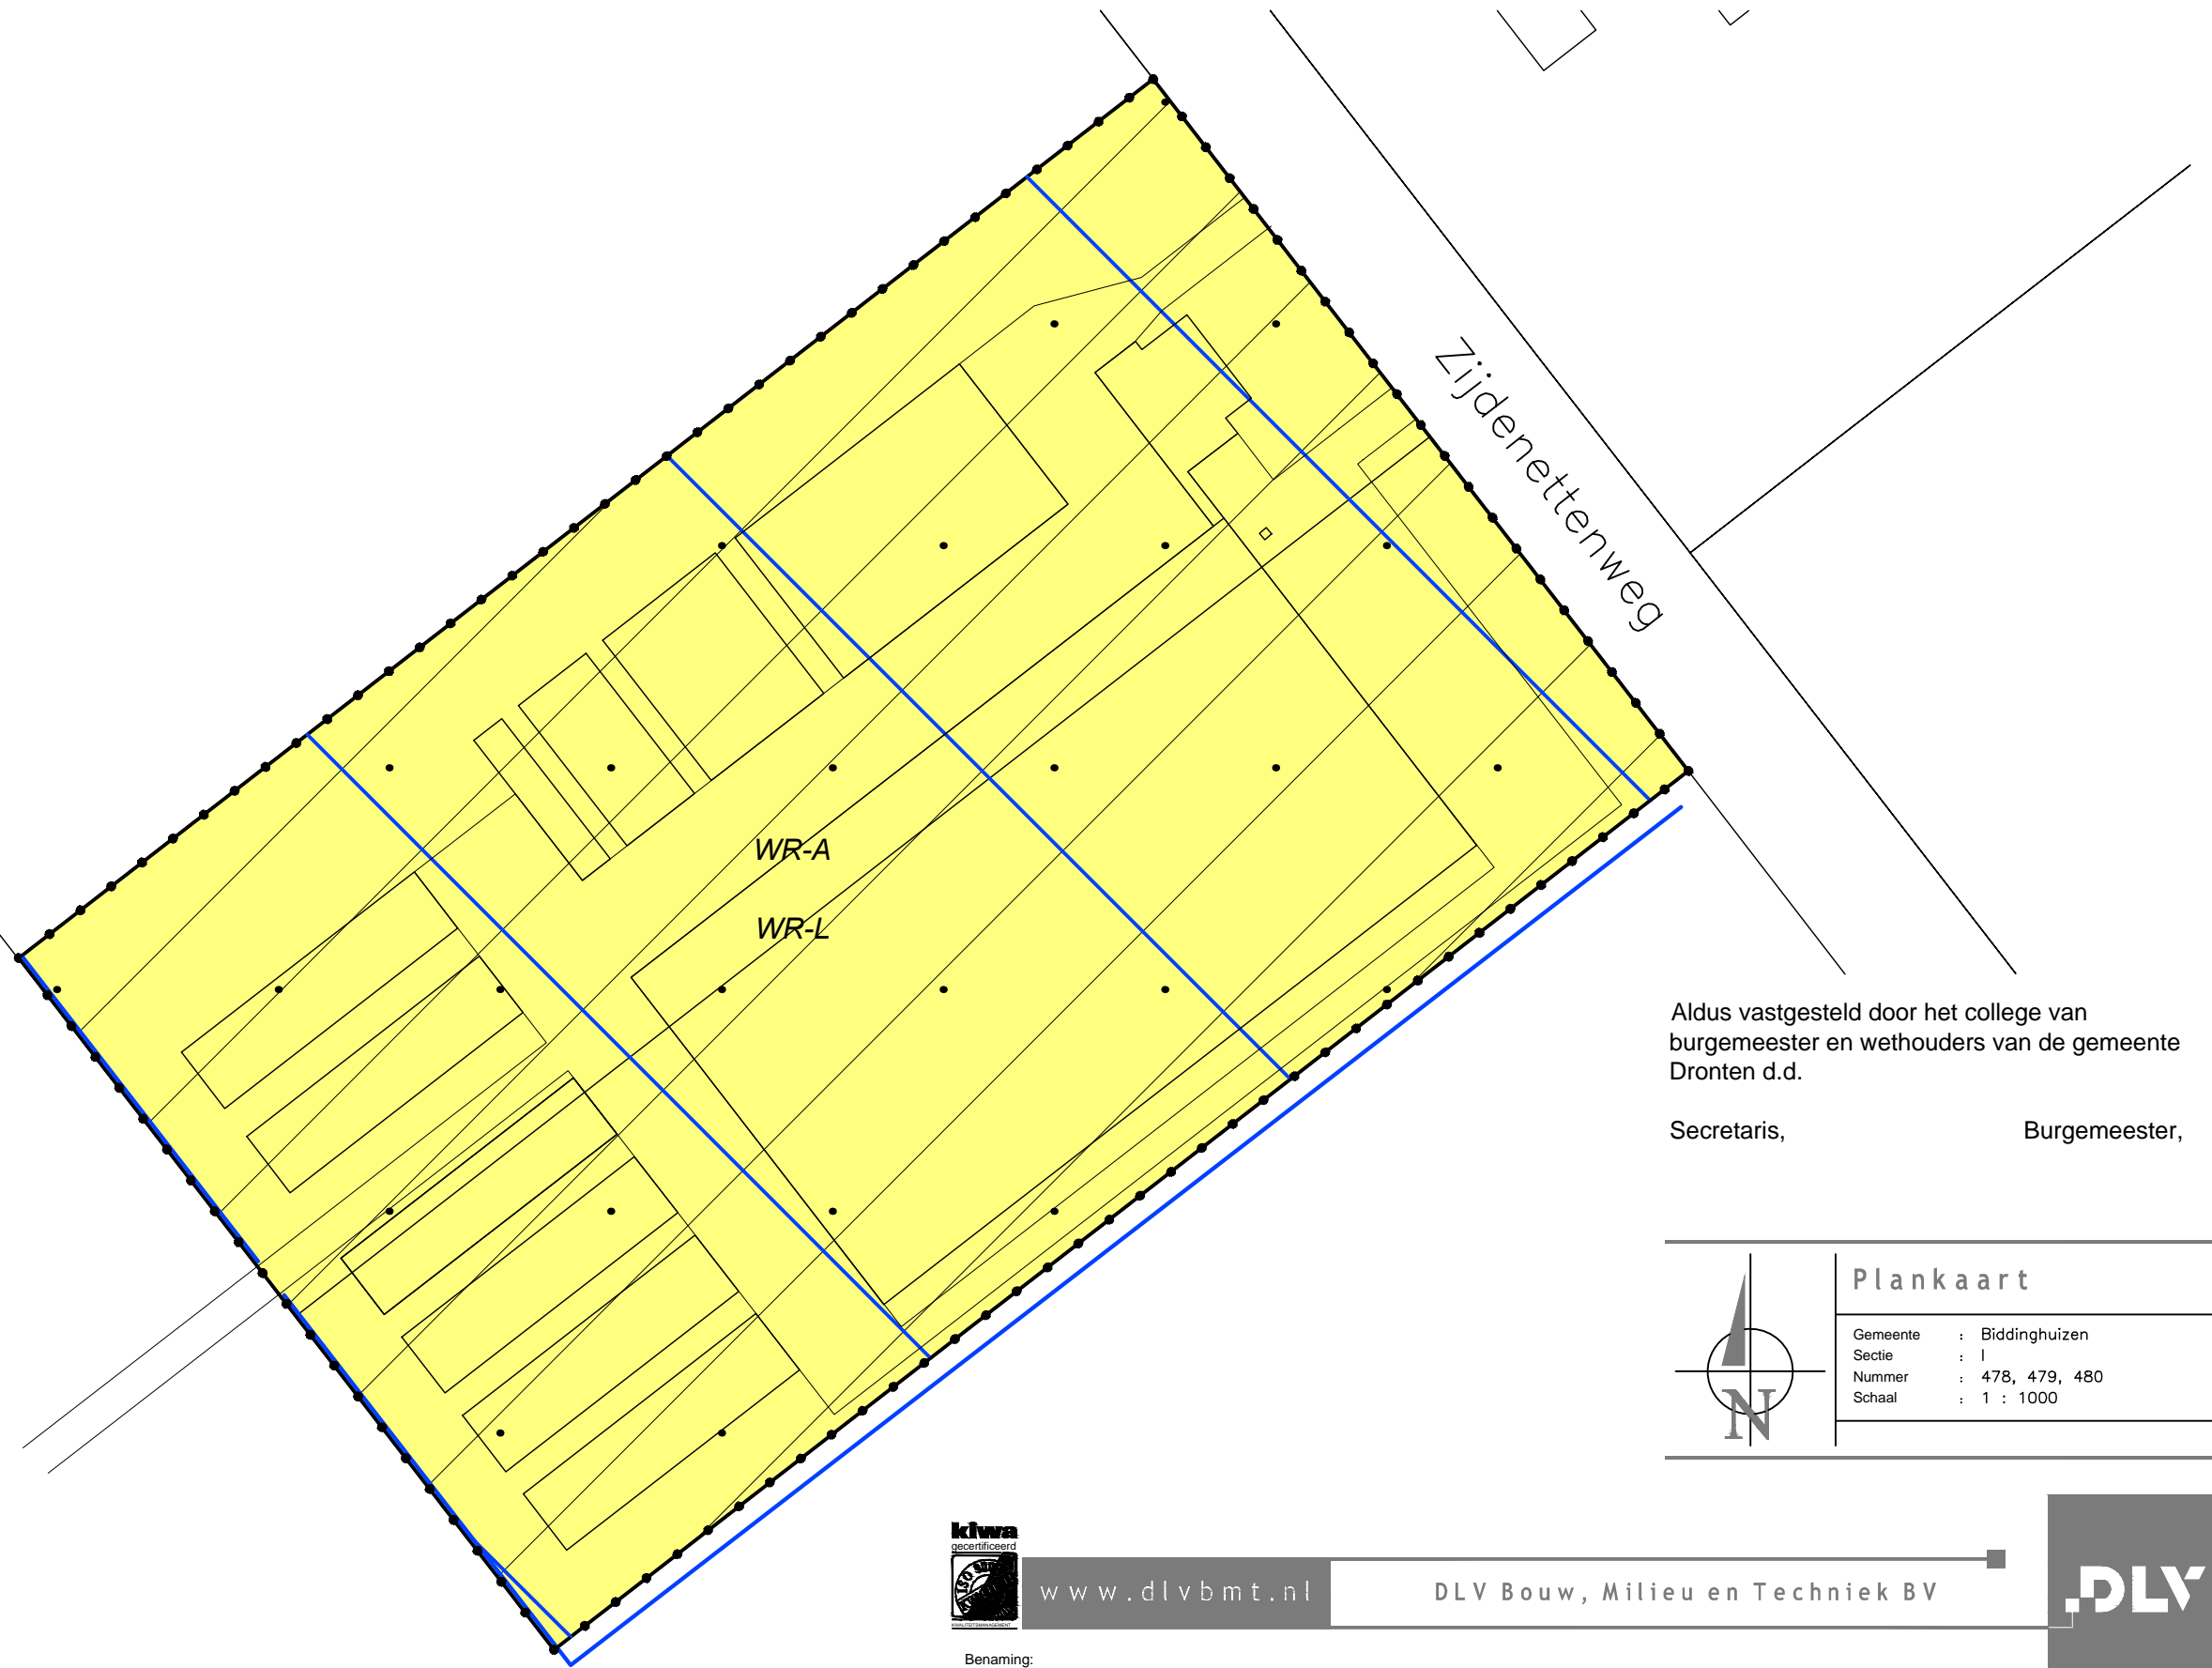 Zijdenettenweg
WR-A
WR-L
Aldus vastgesteld door het college van
burgemeester en wethouders van de gemeente
Dronten d.d.
Secretaris, Burgemeester,
Plankaart
N
Gemeente : Biddinghuizen
Sectie : I
Nummer : 478, 479, 480
Schaal : 1 : 1000
kiwa
gecertificeerd
ISO
KWALITEITSMANAGEMENT
www.dlvbmt.nl
DLV Bouw, Milieu en Techniek BV
DLV
Benaming: